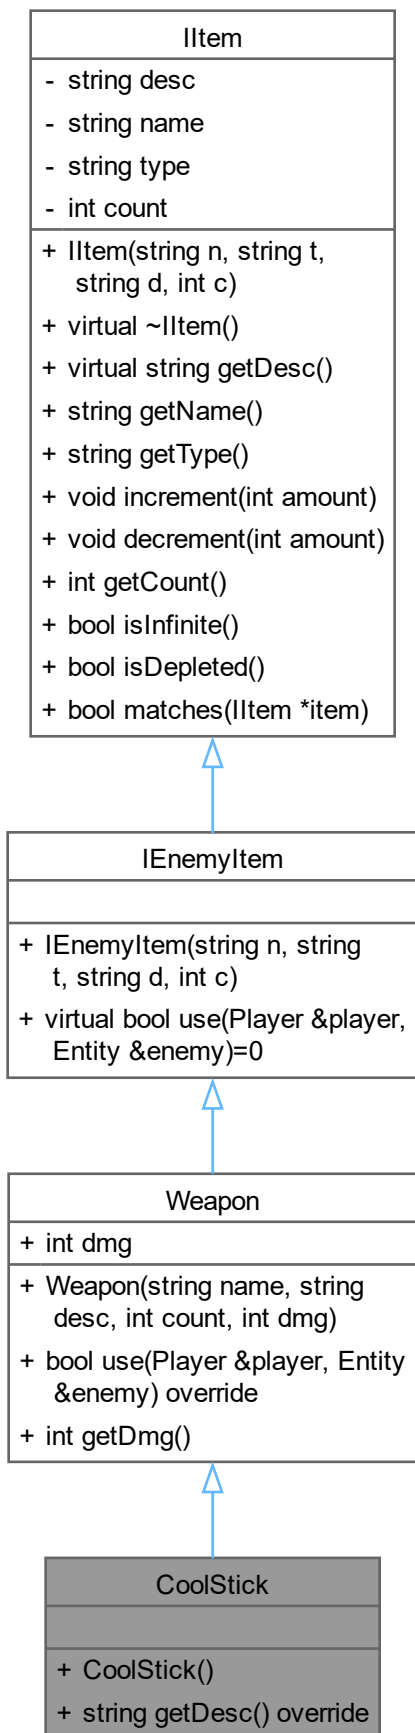 IItem
- string desc
- string name
- string type
- int count
+ IItem(string n, string t,
string d, int c)
+ virtual ~IItem()
+ virtual string getDesc()
+ string getName()
+ string getType()
+ void increment(int amount)
+ void decrement(int amount)
+ int getCount()
+ bool isInfinite()
+ bool isDepleted()
+ bool matches(IItem *item)
IEnemyItem
+ IEnemyItem(string n, string
t, string d, int c)
+ virtual bool use(Player &player,
Entity &enemy)=0
Weapon
+ int dmg
+ Weapon(string name, string
desc, int count, int dmg)
+ bool use(Player &player, Entity
&enemy) override
+ int getDmg()
CoolStick
+ CoolStick()
+ string getDesc() override